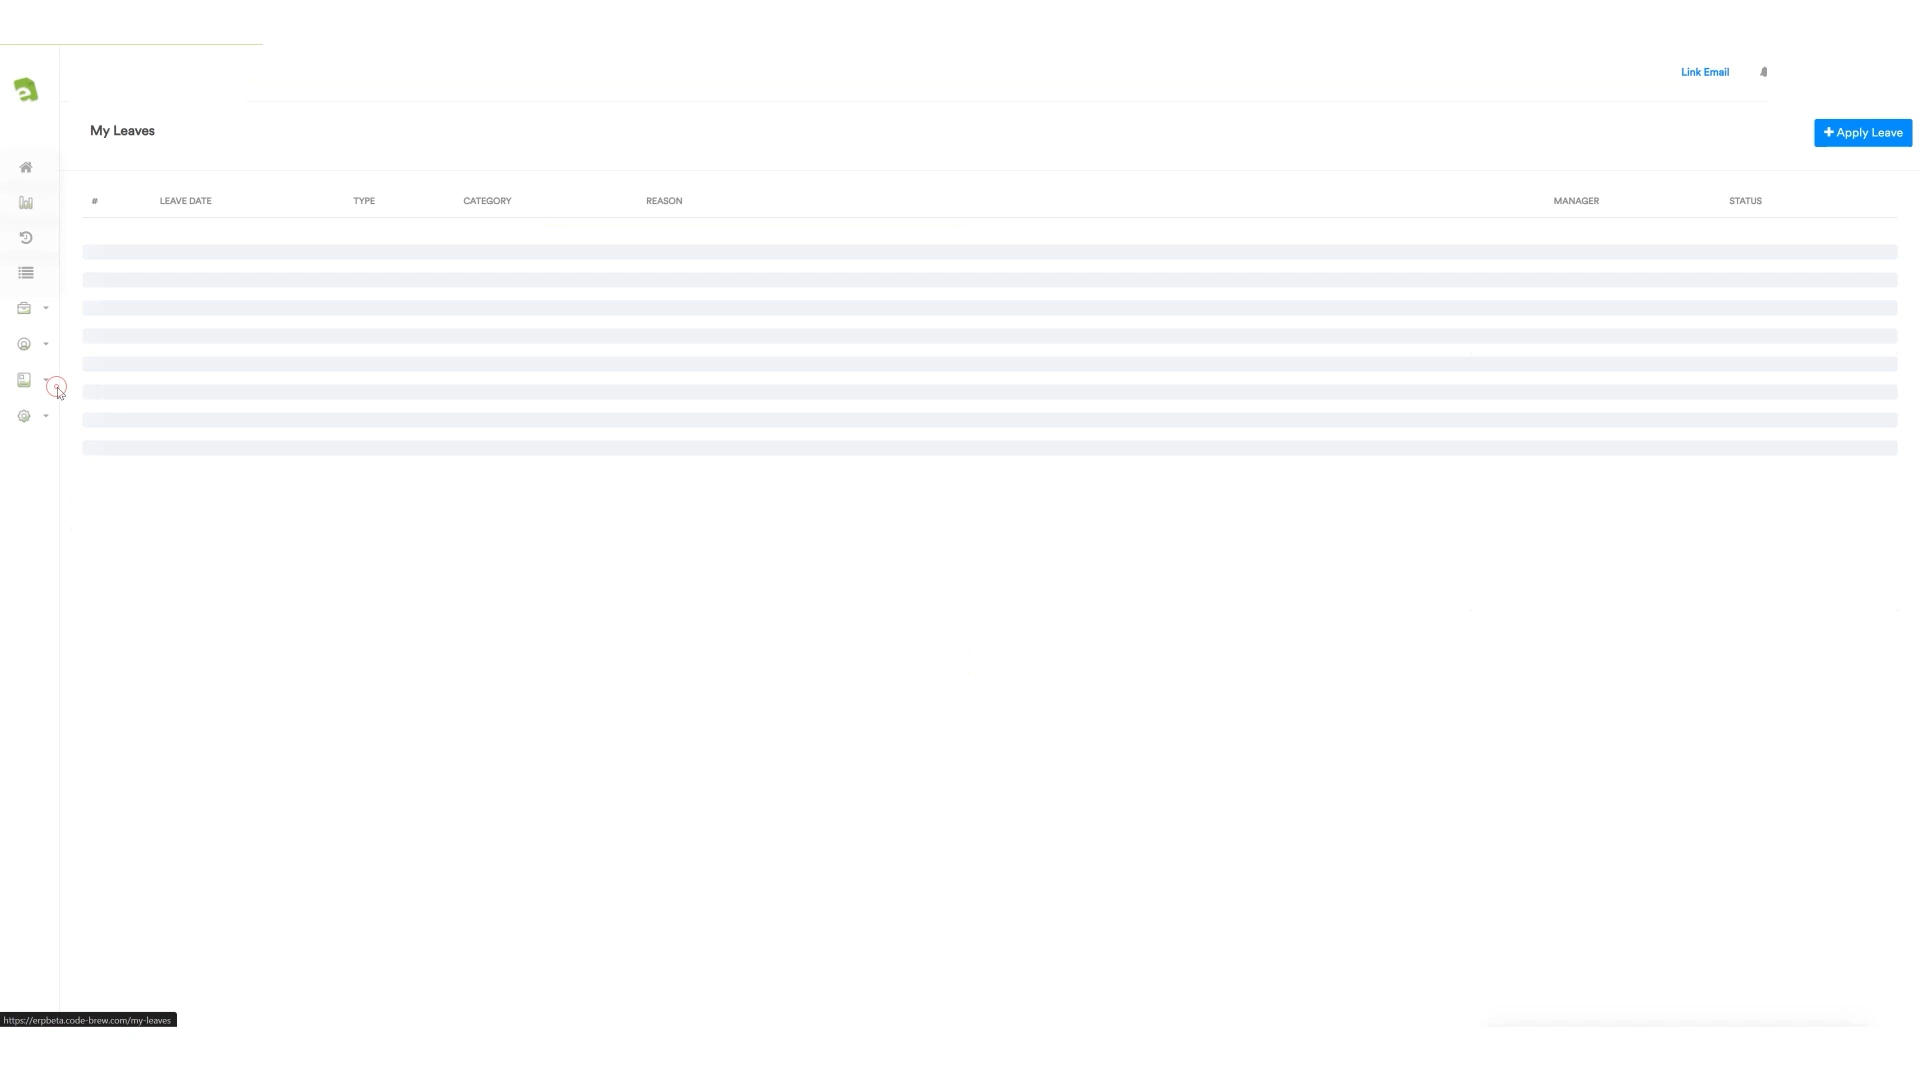 Link Email
My Leaves
Apply Leave
# LEAVE DATE TYPE CATEGORY REASON MANAGER STATUS
https://erpbeta.code-brew.com/my-leaves